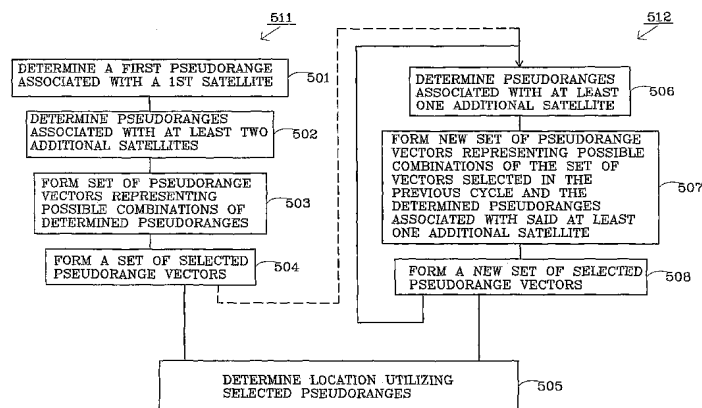 511
DETERMINE A FIRST PSEUDORANGE
ASSOCIATED WITH A 1ST SATELLITE
501
DETERMINE PSEUDORANGES
ASSOCIATED WITH AT LEAST TWO
ADDITIONAL SATELLITES
502
FORM SET OF PSEUDORANGE
VECTORS REPRESENTING
POSSIBLE COMBINATIONS OF
DETERMINED PSEUDORANGES
503
FORM A SET OF SELECTED
PSEUDORANGE VECTORS
504
512
DETERMINE PSEUDORANGES
ASSOCIATED WITH AT LEAST
ONE ADDITIONAL SATELLITE
506
FORM NEW SET OF PSEUDORANGE
VECTORS REPRESENTING POSSIBLE
COMBINATIONS OF THE SET OF
VECTORS SELECTED IN THE
PREVIOUS CYCLE AND THE
DETERMINED PSEUDORANGES
ASSOCIATED WITH SAID AT LEAST
ONE ADDITIONAL SATELLITE
507
FORM A NEW SET OF SELECTED
PSEUDORANGE VECTORS
508
DETERMINE LOCATION UTILIZING
SELECTED PSEUDORANGES
505